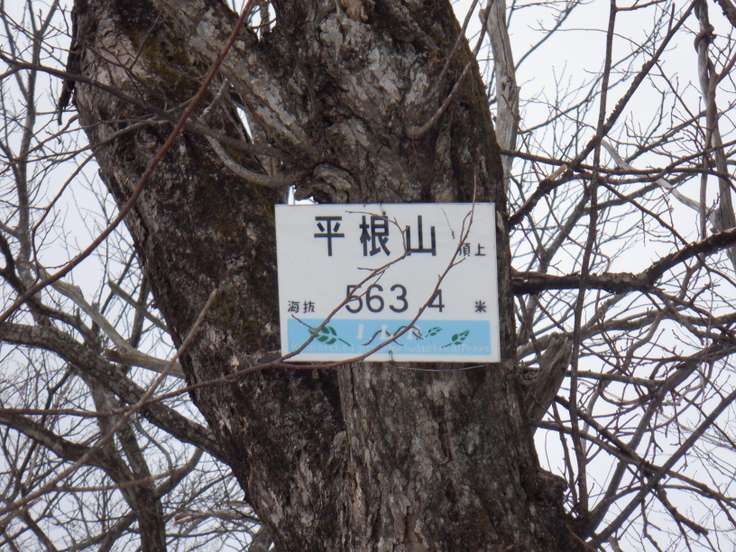 平根山 頂上
海抜 563.4 米